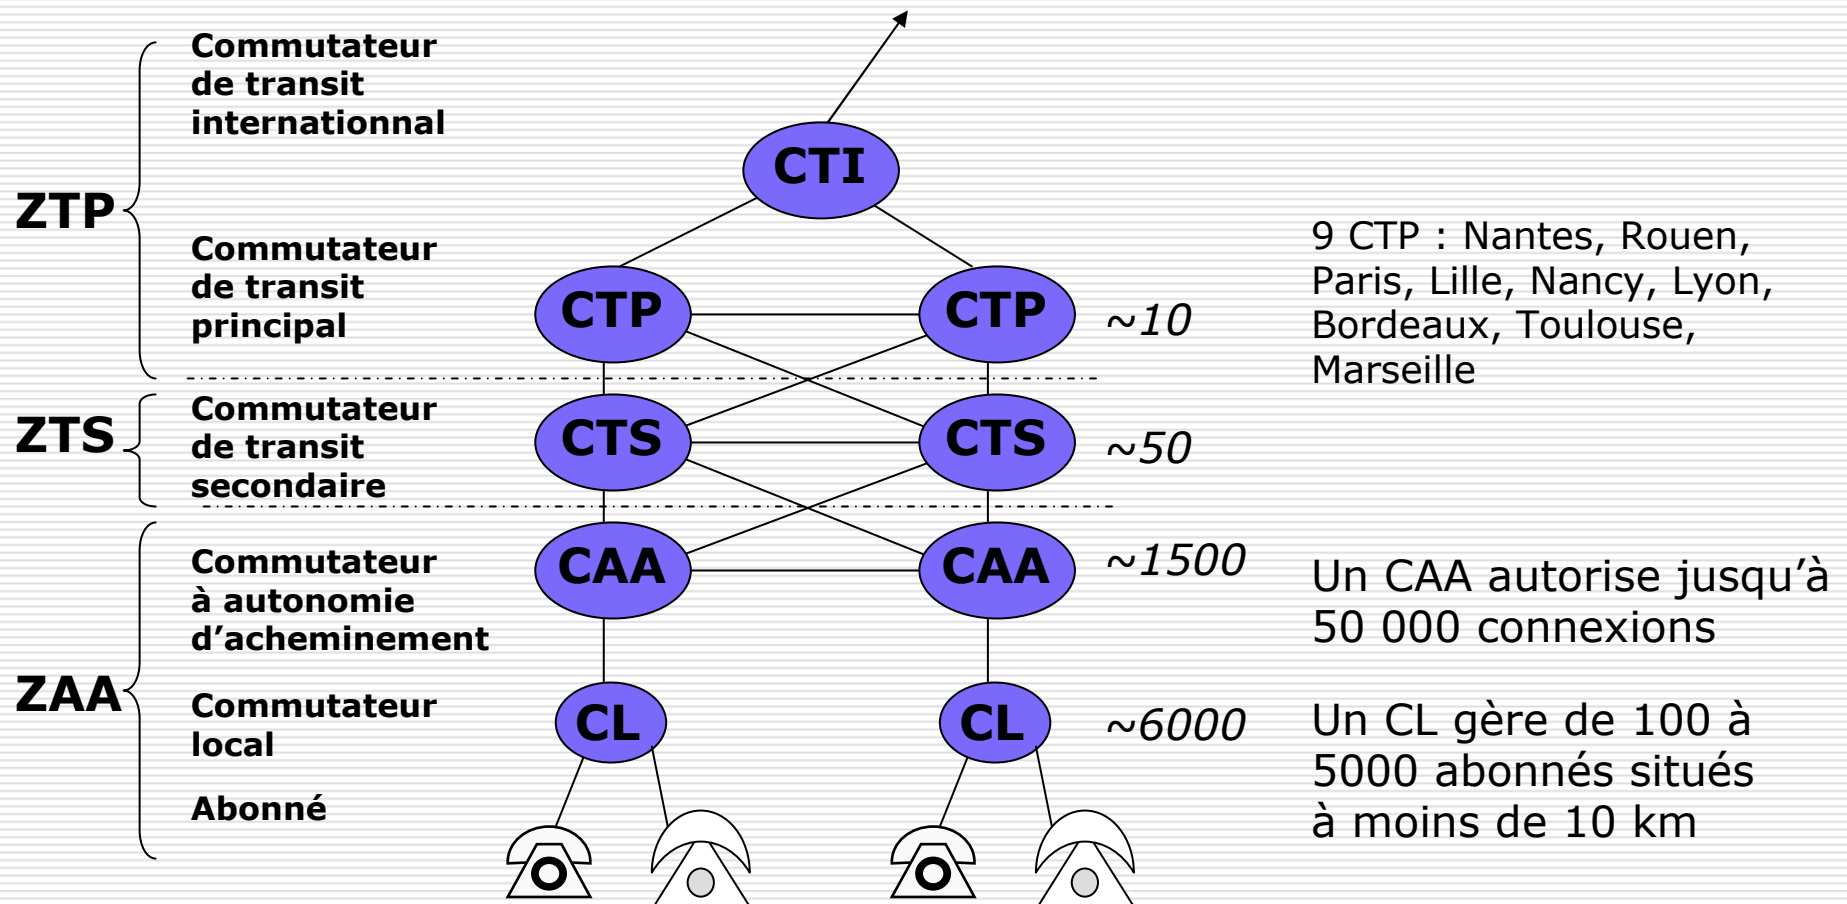 Commutateur
de transit
internationnal
CTI
ZTP
Commutateur
de transit
principal
CTP
CTP
~10
9 CTP : Nantes, Rouen,
Paris, Lille, Nancy, Lyon,
Bordeaux, Toulouse,
Marseille
ZTS
Commutateur
de transit
secondaire
CTS
CTS
~50
Commutateur
à autonomie
d’acheminement
CAA
CAA
~1500
Un CAA autorise jusqu’à
50 000 connexions
ZAA
Commutateur
local
CL
CL
~6000
Un CL gère de 100 à
5000 abonnés situés
à moins de 10 km
Abonné